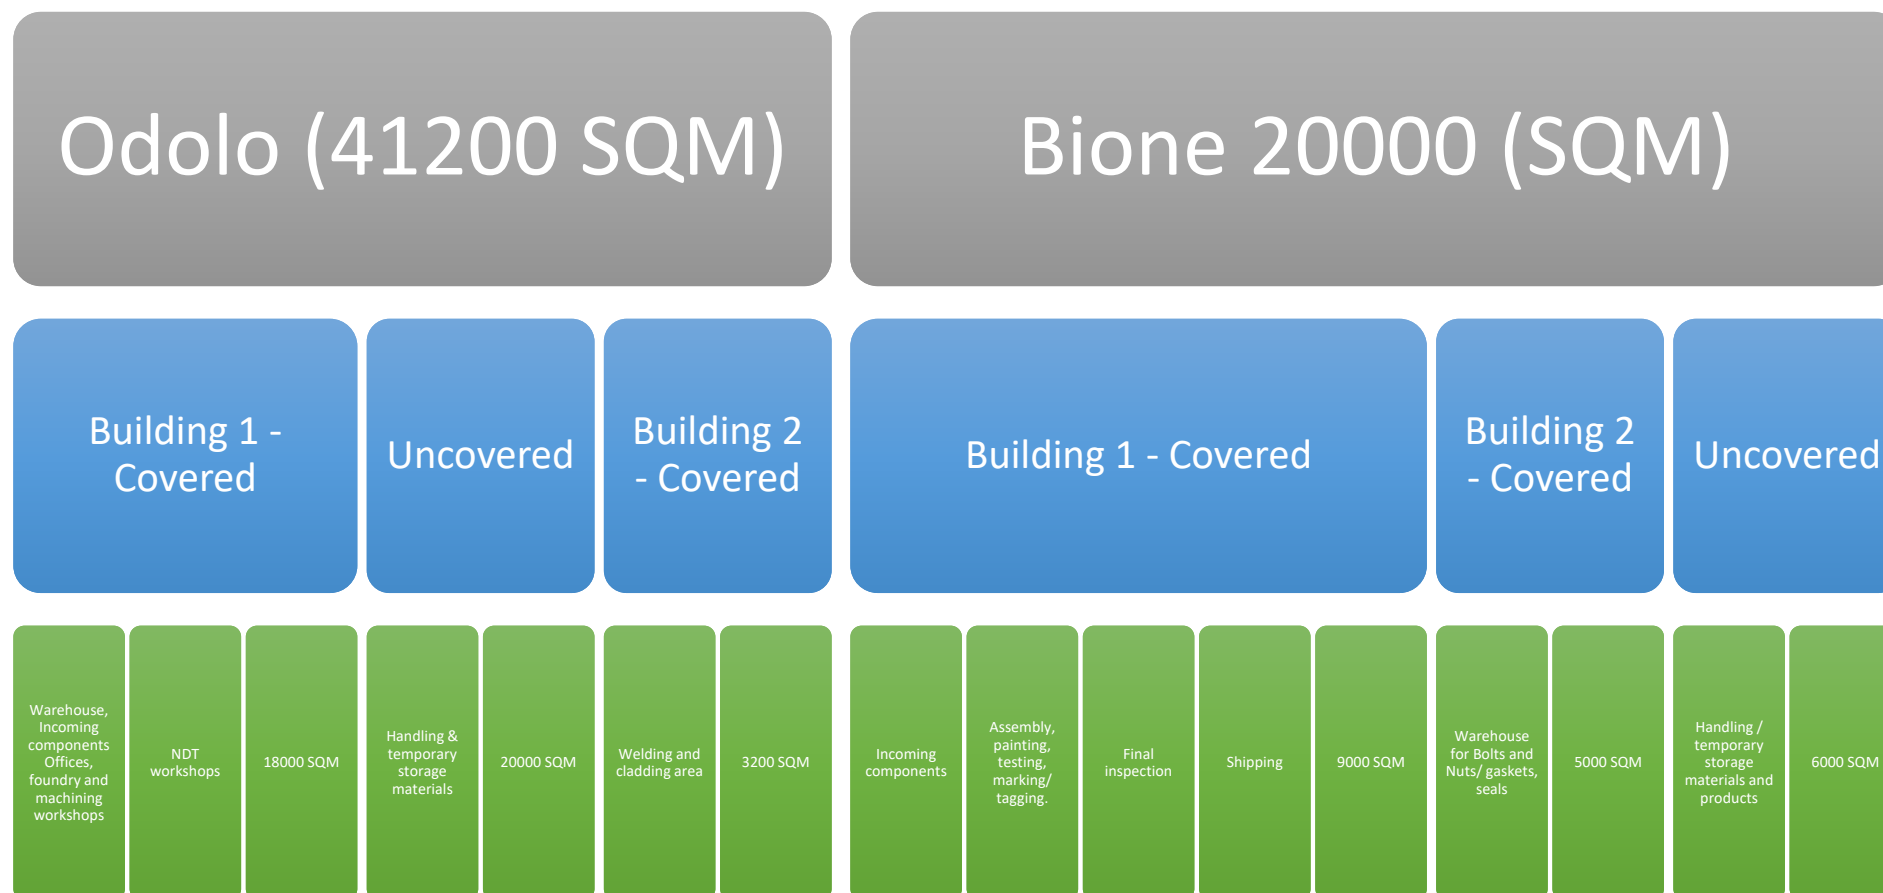 Odolo (41200 SQM)
Bione 20000 (SQM)
Building 1 -
Covered
Uncovered
Building 2
- Covered
Building 1 - Covered
Building 2
- Covered
Uncovered
Warehouse,
Incoming
components
Offices,
foundry and
machining
workshops
NDT
workshops
18000 SQM
Handling &
temporary
storage
materials
20000 SQM
Welding and
cladding area
3200 SQM
Incoming
components
Assembly,
painting,
testing,
marking/
tagging.
Final
inspection
Shipping
9000 SQM
Warehouse
for Bolts and
Nuts/ gaskets,
seals
5000 SQM
Handling /
temporary
storage
materials and
products
6000 SQM